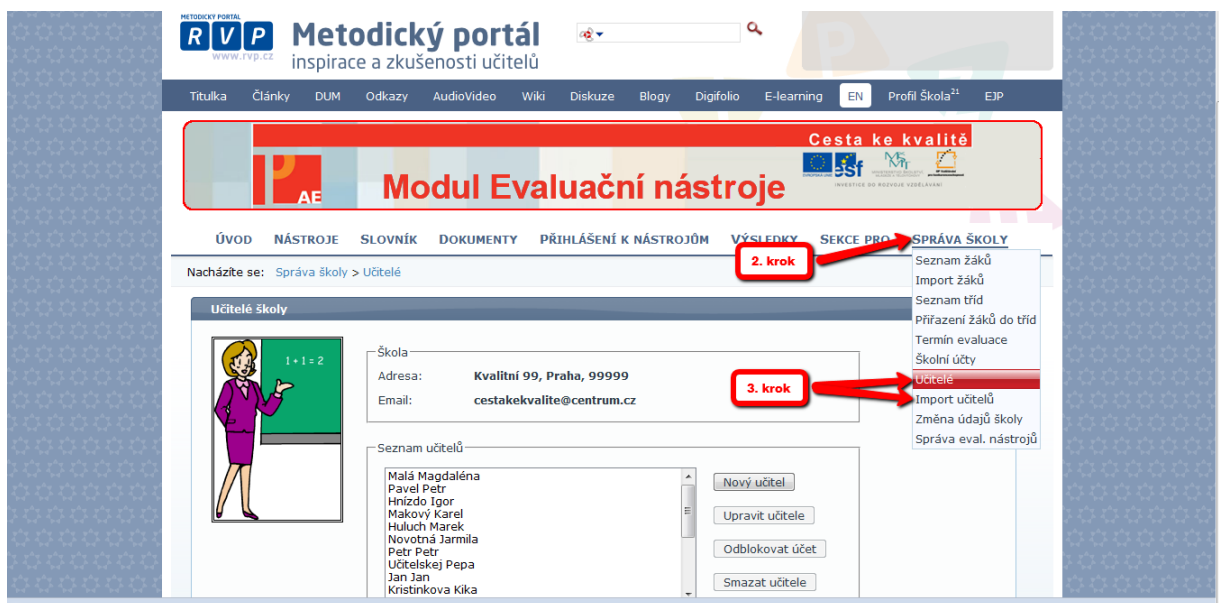 METODICKÝ PORTÁL
RVP
www.rvp.cz
Metodický portál
inspirace a zkušenosti učitelů
Titulka Články DUM Odkazy AudioVideo Wiki Diskuze Blogy Digifolio E-learning EN Profil Škola21 EJP
Cesta ke kvalitě
AE
Modul Evaluační nástroje
esf
INVESTICE DO ROZVOJE VZDĚLÁVÁNÍ
ÚVOD NÁSTROJE SLOVNÍK DOKUMENTY PŘIHLÁŠENÍ K NÁSTROJŮM VÝSLEDKY SEKCE PRO SPRÁVA ŠKOLY
2. krok
Nacházíte se: Správa školy > Učitelé
Seznam žáků
Import žáků
Seznam tříd
Přiřazení žáků do tříd
Termín evaluace
Školní účty
Učitelé
Import učitelů
Změna údajů školy
Správa eval. nástrojů
3. krok
Učitelé školy
1+1=2
Škola
Adresa: Kvalitní 99, Praha, 99999
Email: cestakekvalite@centrum.cz
Seznam učitelů
Malá Magdaléna
Pavel Petr
Hnízdo Igor
Makový Karel
Huluch Marek
Novotná Jarmila
Petr Petr
Učitelskej Pepa
Jan Jan
Kristinkova Kika
Nový učitel
Upravit učitele
Odblokovat účet
Smazat učitele